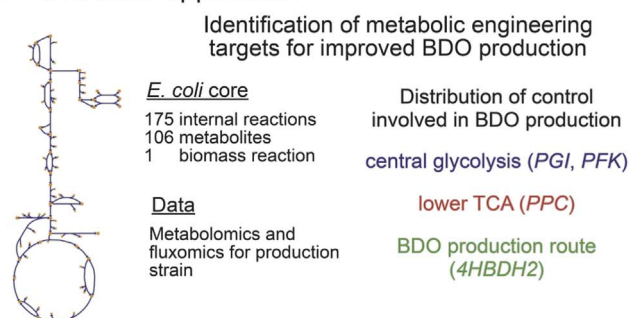 Identification of metabolic engineering
targets for improved BDO production
E. coli core
175 internal reactions
106 metabolites
1 biomass reaction
Data
Metabolomics and
fluxomics for production
strain
Distribution of control
involved in BDO production
central glycolysis (PGI, PFK)
lower TCA (PPC)
BDO production route
(4HBDH2)